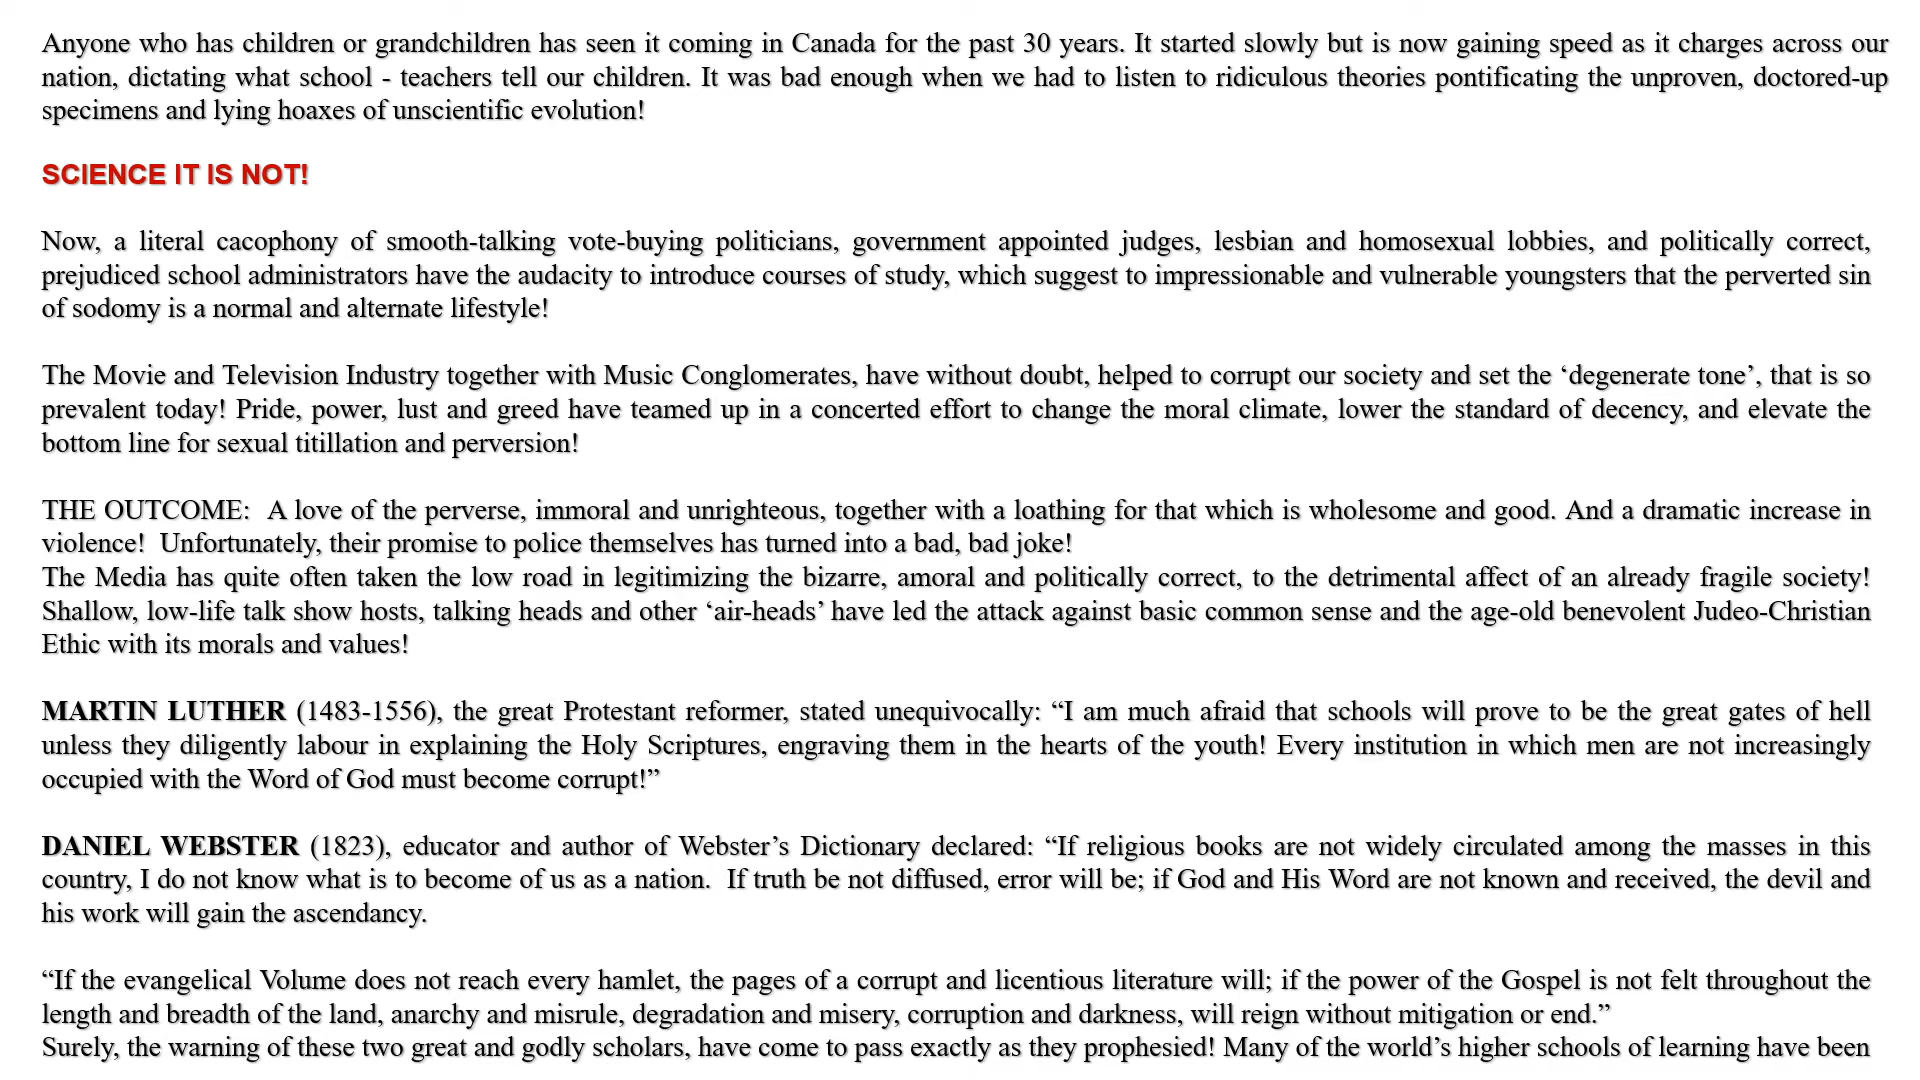 Anyone who has children or grandchildren has seen it coming in Canada for the past 30 years. It started slowly but is now gaining speed as it charges across our
nation, dictating what school - teachers tell our children. It was bad enough when we had to listen to ridiculous theories pontificating the unproven, doctored-up
specimens and lying hoaxes of unscientific evolution!
SCIENCE IT IS NOT!
Now, a literal cacophony of smooth-talking vote-buying politicians, government appointed judges, lesbian and homosexual lobbies, and politically correct,
prejudiced school administrators have the audacity to introduce courses of study, which suggest to impressionable and vulnerable youngsters that the perverted sin
of sodomy is a normal and alternate lifestyle!
The Movie and Television Industry together with Music Conglomerates, have without doubt, helped to corrupt our society and set the ‘degenerate tone’, that is so
prevalent today! Pride, power, lust and greed have teamed up in a concerted effort to change the moral climate, lower the standard of decency, and elevate the
bottom line for sexual titillation and perversion!
THE OUTCOME:  A love of the perverse, immoral and unrighteous, together with a loathing for that which is wholesome and good. And a dramatic increase in
violence!  Unfortunately, their promise to police themselves has turned into a bad, bad joke!
The Media has quite often taken the low road in legitimizing the bizarre, amoral and politically correct, to the detrimental affect of an already fragile society!
Shallow, low-life talk show hosts, talking heads and other ‘air-heads’ have led the attack against basic common sense and the age-old benevolent Judeo-Christian
Ethic with its morals and values!
MARTIN LUTHER (1483-1556), the great Protestant reformer, stated unequivocally: “I am much afraid that schools will prove to be the great gates of hell
unless they diligently labour in explaining the Holy Scriptures, engraving them in the hearts of the youth! Every institution in which men are not increasingly
occupied with the Word of God must become corrupt!”
DANIEL WEBSTER (1823), educator and author of Webster’s Dictionary declared: “If religious books are not widely circulated among the masses in this
country, I do not know what is to become of us as a nation.  If truth be not diffused, error will be; if God and His Word are not known and received, the devil and
his work will gain the ascendancy.
“If the evangelical Volume does not reach every hamlet, the pages of a corrupt and licentious literature will; if the power of the Gospel is not felt throughout the
length and breadth of the land, anarchy and misrule, degradation and misery, corruption and darkness, will reign without mitigation or end.”
Surely, the warning of these two great and godly scholars, have come to pass exactly as they prophesied! Many of the world’s higher schools of learning have been